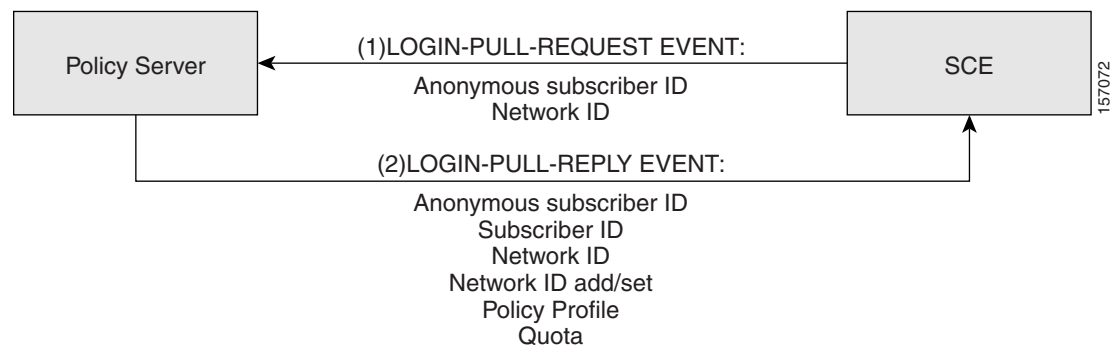 Policy Server
(1)LOGIN-PULL-REQUEST EVENT:
SCE
Anonymous subscriber ID
Network ID
157072
(2)LOGIN-PULL-REPLY EVENT:
Anonymous subscriber ID
Subscriber ID
Network ID
Network ID add/set
Policy Profile
Quota